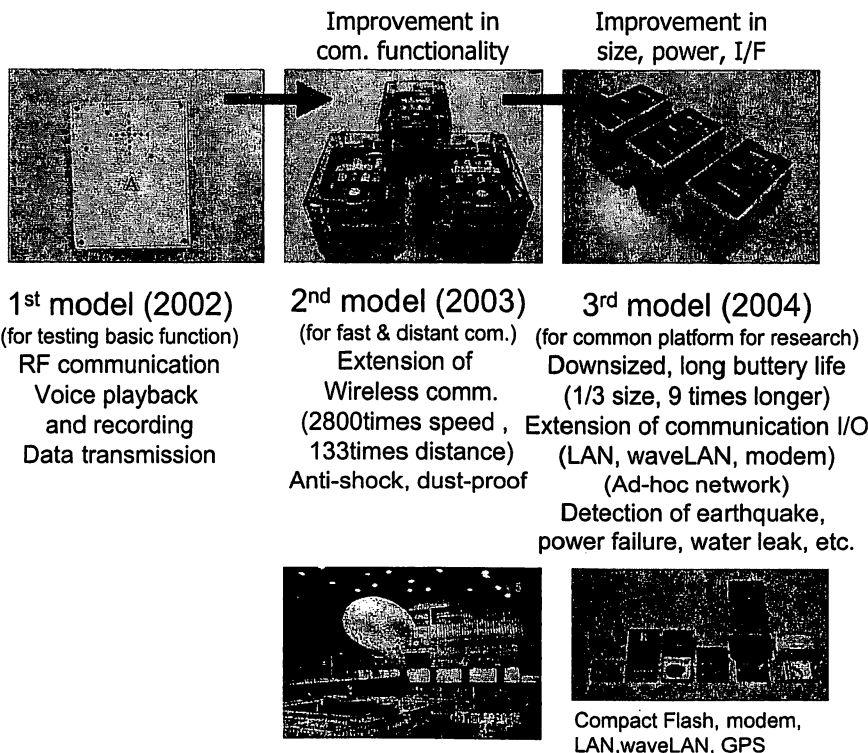 Improvement in
com. functionality
Improvement in
size, power, I/F
1st model (2002)
(for testing basic function)
RF communication
Voice playback
and recording
Data transmission
2nd model (2003)
(for fast & distant com.)
Extension of
Wireless comm.
(2800times speed ,
133times distance)
Anti-shock, dust-proof
3rd model (2004)
(for common platform for research)
Downsized, long buttery life
(1/3 size, 9 times longer)
Extension of communication I/O
(LAN, waveLAN, modem)
(Ad-hoc network)
Detection of earthquake,
power failure, water leak, etc.
Compact Flash, modem,
LAN,waveLAN, GPS